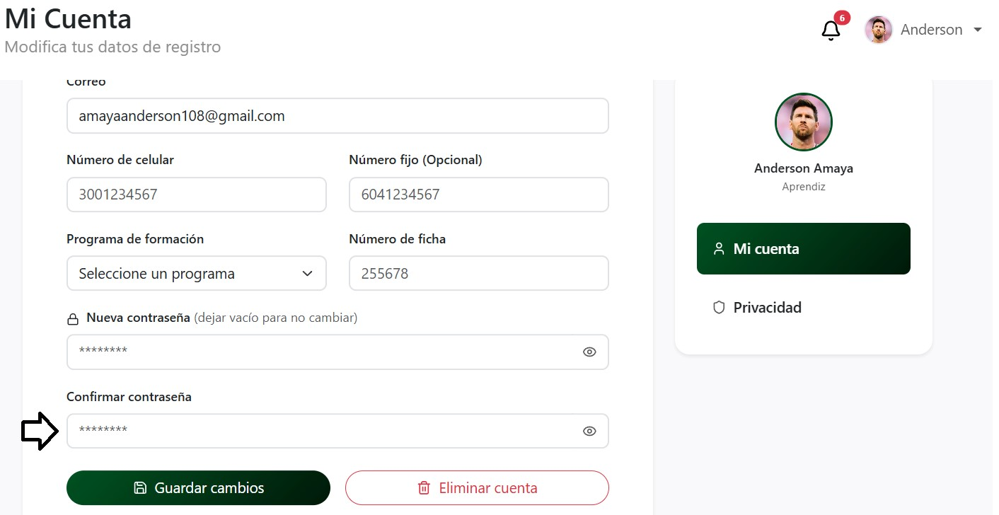 Mi Cuenta
Modifica tus datos de registro
6
Anderson
Correo
amayaanderson108@gmail.com
Número de celular
Número fijo (Opcional)
3001234567
6041234567
Programa de formación
Número de ficha
Seleccione un programa
255678
Nueva contraseña (dejar vacío para no cambiar)
********
Confirmar contraseña
********
Guardar cambios
Eliminar cuenta
Anderson Amaya
Aprendiz
Mi cuenta
Privacidad